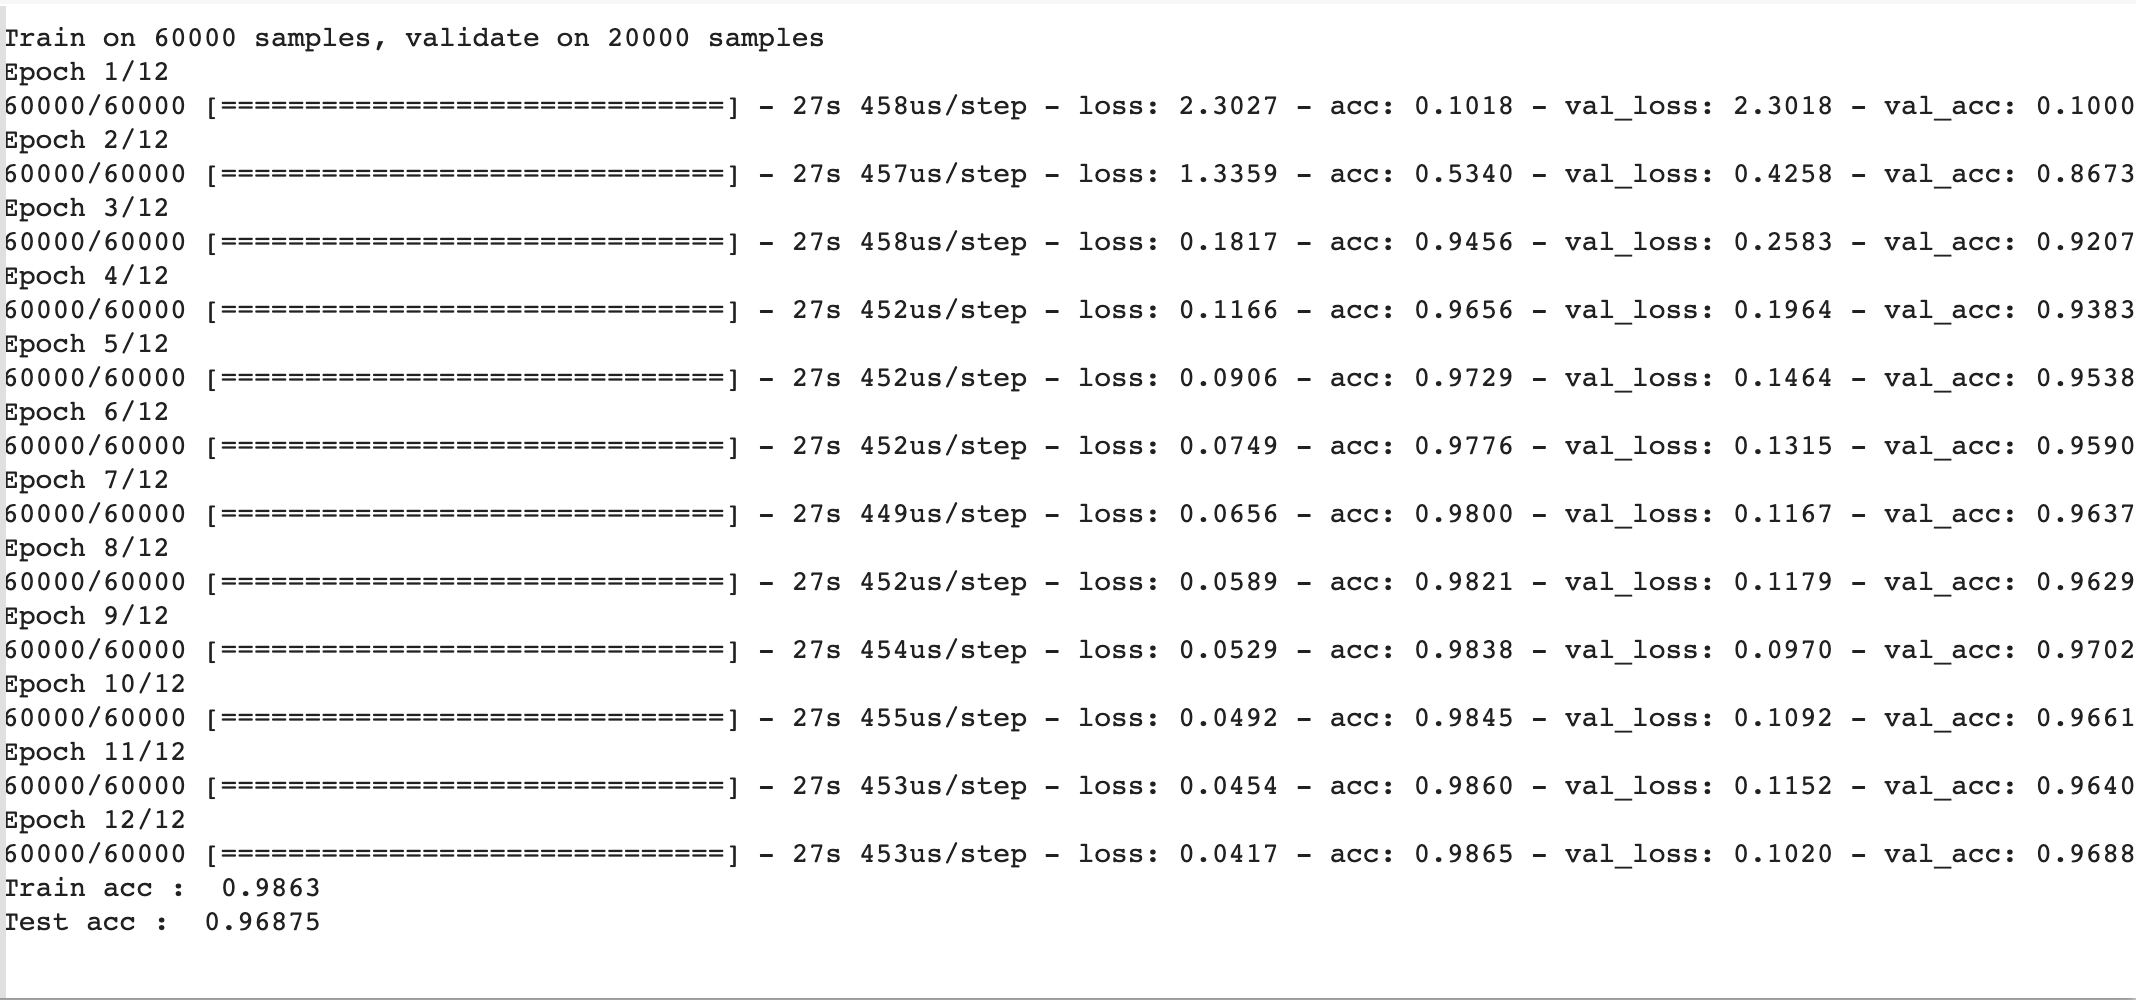 Train on 60000 samples, validate on 20000 samples
Epoch 1/12
60000/60000 [==============================] - 27s 458us/step - loss: 2.3027 - acc: 0.1018 - val_loss: 2.3018 - val_acc: 0.1000
Epoch 2/12
60000/60000 [==============================] - 27s 457us/step - loss: 1.3359 - acc: 0.5340 - val_loss: 0.4258 - val_acc: 0.8673
Epoch 3/12
60000/60000 [==============================] - 27s 458us/step - loss: 0.1817 - acc: 0.9456 - val_loss: 0.2583 - val_acc: 0.9207
Epoch 4/12
60000/60000 [==============================] - 27s 452us/step - loss: 0.1166 - acc: 0.9656 - val_loss: 0.1964 - val_acc: 0.9383
Epoch 5/12
60000/60000 [==============================] - 27s 452us/step - loss: 0.0906 - acc: 0.9729 - val_loss: 0.1464 - val_acc: 0.9538
Epoch 6/12
60000/60000 [==============================] - 27s 452us/step - loss: 0.0749 - acc: 0.9776 - val_loss: 0.1315 - val_acc: 0.9590
Epoch 7/12
60000/60000 [==============================] - 27s 449us/step - loss: 0.0656 - acc: 0.9800 - val_loss: 0.1167 - val_acc: 0.9637
Epoch 8/12
60000/60000 [==============================] - 27s 452us/step - loss: 0.0589 - acc: 0.9821 - val_loss: 0.1179 - val_acc: 0.9629
Epoch 9/12
60000/60000 [==============================] - 27s 454us/step - loss: 0.0529 - acc: 0.9838 - val_loss: 0.0970 - val_acc: 0.9702
Epoch 10/12
60000/60000 [==============================] - 27s 455us/step - loss: 0.0492 - acc: 0.9845 - val_loss: 0.1092 - val_acc: 0.9661
Epoch 11/12
60000/60000 [==============================] - 27s 453us/step - loss: 0.0454 - acc: 0.9860 - val_loss: 0.1152 - val_acc: 0.9640
Epoch 12/12
60000/60000 [==============================] - 27s 453us/step - loss: 0.0417 - acc: 0.9865 - val_loss: 0.1020 - val_acc: 0.9688
Train acc :  0.9863
Test acc :  0.96875